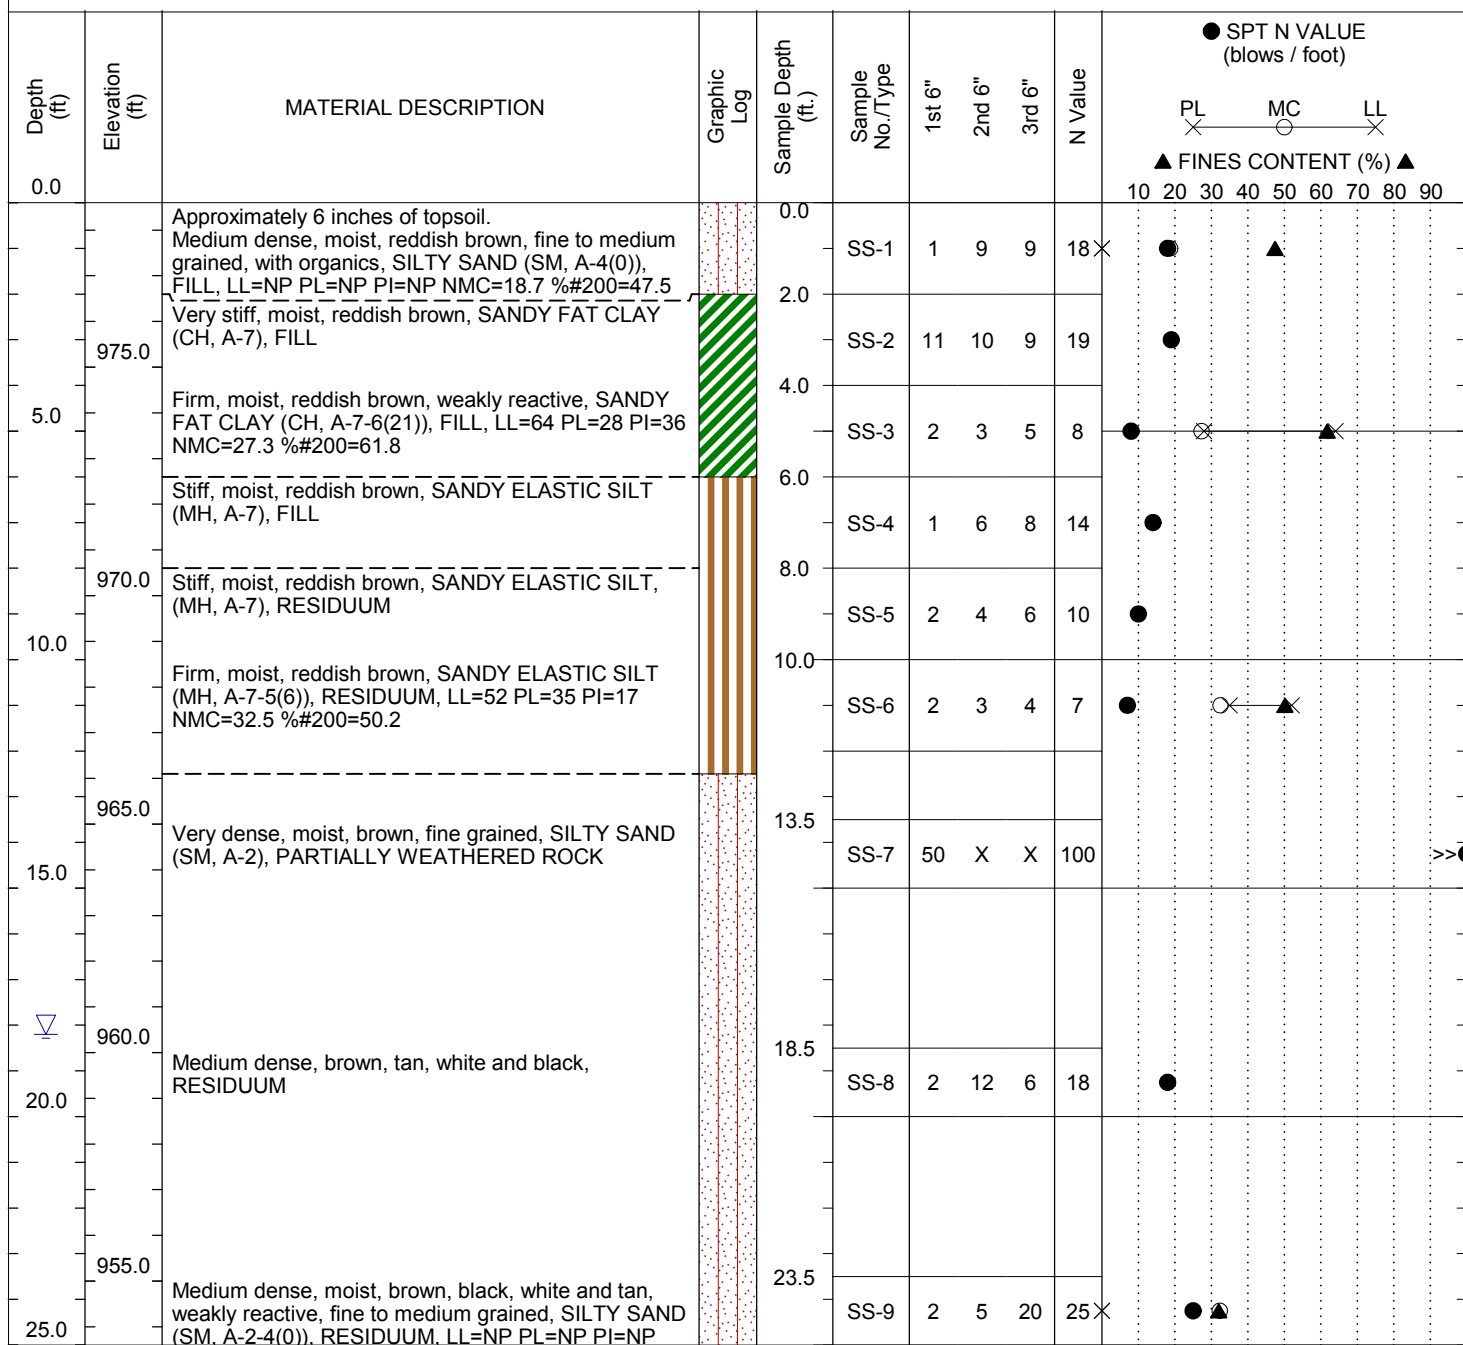 Depth (ft)
Elevation (ft)
MATERIAL DESCRIPTION
Graphic Log
Sample Depth (ft.)
Sample No./Type
1st 6"
2nd 6"
3rd 6"
N Value
● SPT N VALUE
(blows / foot)
PL MC LL
▲ FINES CONTENT (%) ▲
10 20 30 40 50 60 70 80 90
0.0
0.0
Approximately 6 inches of topsoil.
Medium dense, moist, reddish brown, fine to medium
grained, with organics, SILTY SAND (SM, A-4(0)),
FILL, LL=NP PL=NP PI=NP NMC=18.7 %#200=47.5
SS-1 1 9 9 18
2.0
Very stiff, moist, reddish brown, SANDY FAT CLAY
(CH, A-7), FILL
975.0
SS-2 11 10 9 19
4.0
Firm, moist, reddish brown, weakly reactive, SANDY
FAT CLAY (CH, A-7-6(21)), FILL, LL=64 PL=28 PI=36
NMC=27.3 %#200=61.8
5.0
SS-3 2 3 5 8
6.0
Stiff, moist, reddish brown, SANDY ELASTIC SILT
(MH, A-7), FILL
SS-4 1 6 8 14
8.0
970.0
Stiff, moist, reddish brown, SANDY ELASTIC SILT,
(MH, A-7), RESIDUUM
SS-5 2 4 6 10
10.0
10.0
Firm, moist, reddish brown, SANDY ELASTIC SILT
(MH, A-7-5(6)), RESIDUUM, LL=52 PL=35 PI=17
NMC=32.5 %#200=50.2
SS-6 2 3 4 7
965.0
13.5
Very dense, moist, brown, fine grained, SILTY SAND
(SM, A-2), PARTIALLY WEATHERED ROCK
15.0
SS-7 50 X X 100 >>
960.0
18.5
Medium dense, brown, tan, white and black,
RESIDUUM
20.0
SS-8 2 12 6 18
955.0
23.5
Medium dense, moist, brown, black, white and tan,
weakly reactive, fine to medium grained, SILTY SAND
(SM, A-2-4(0)), RESIDUUM, LL=NP PL=NP PI=NP
25.0
SS-9 2 5 20 25